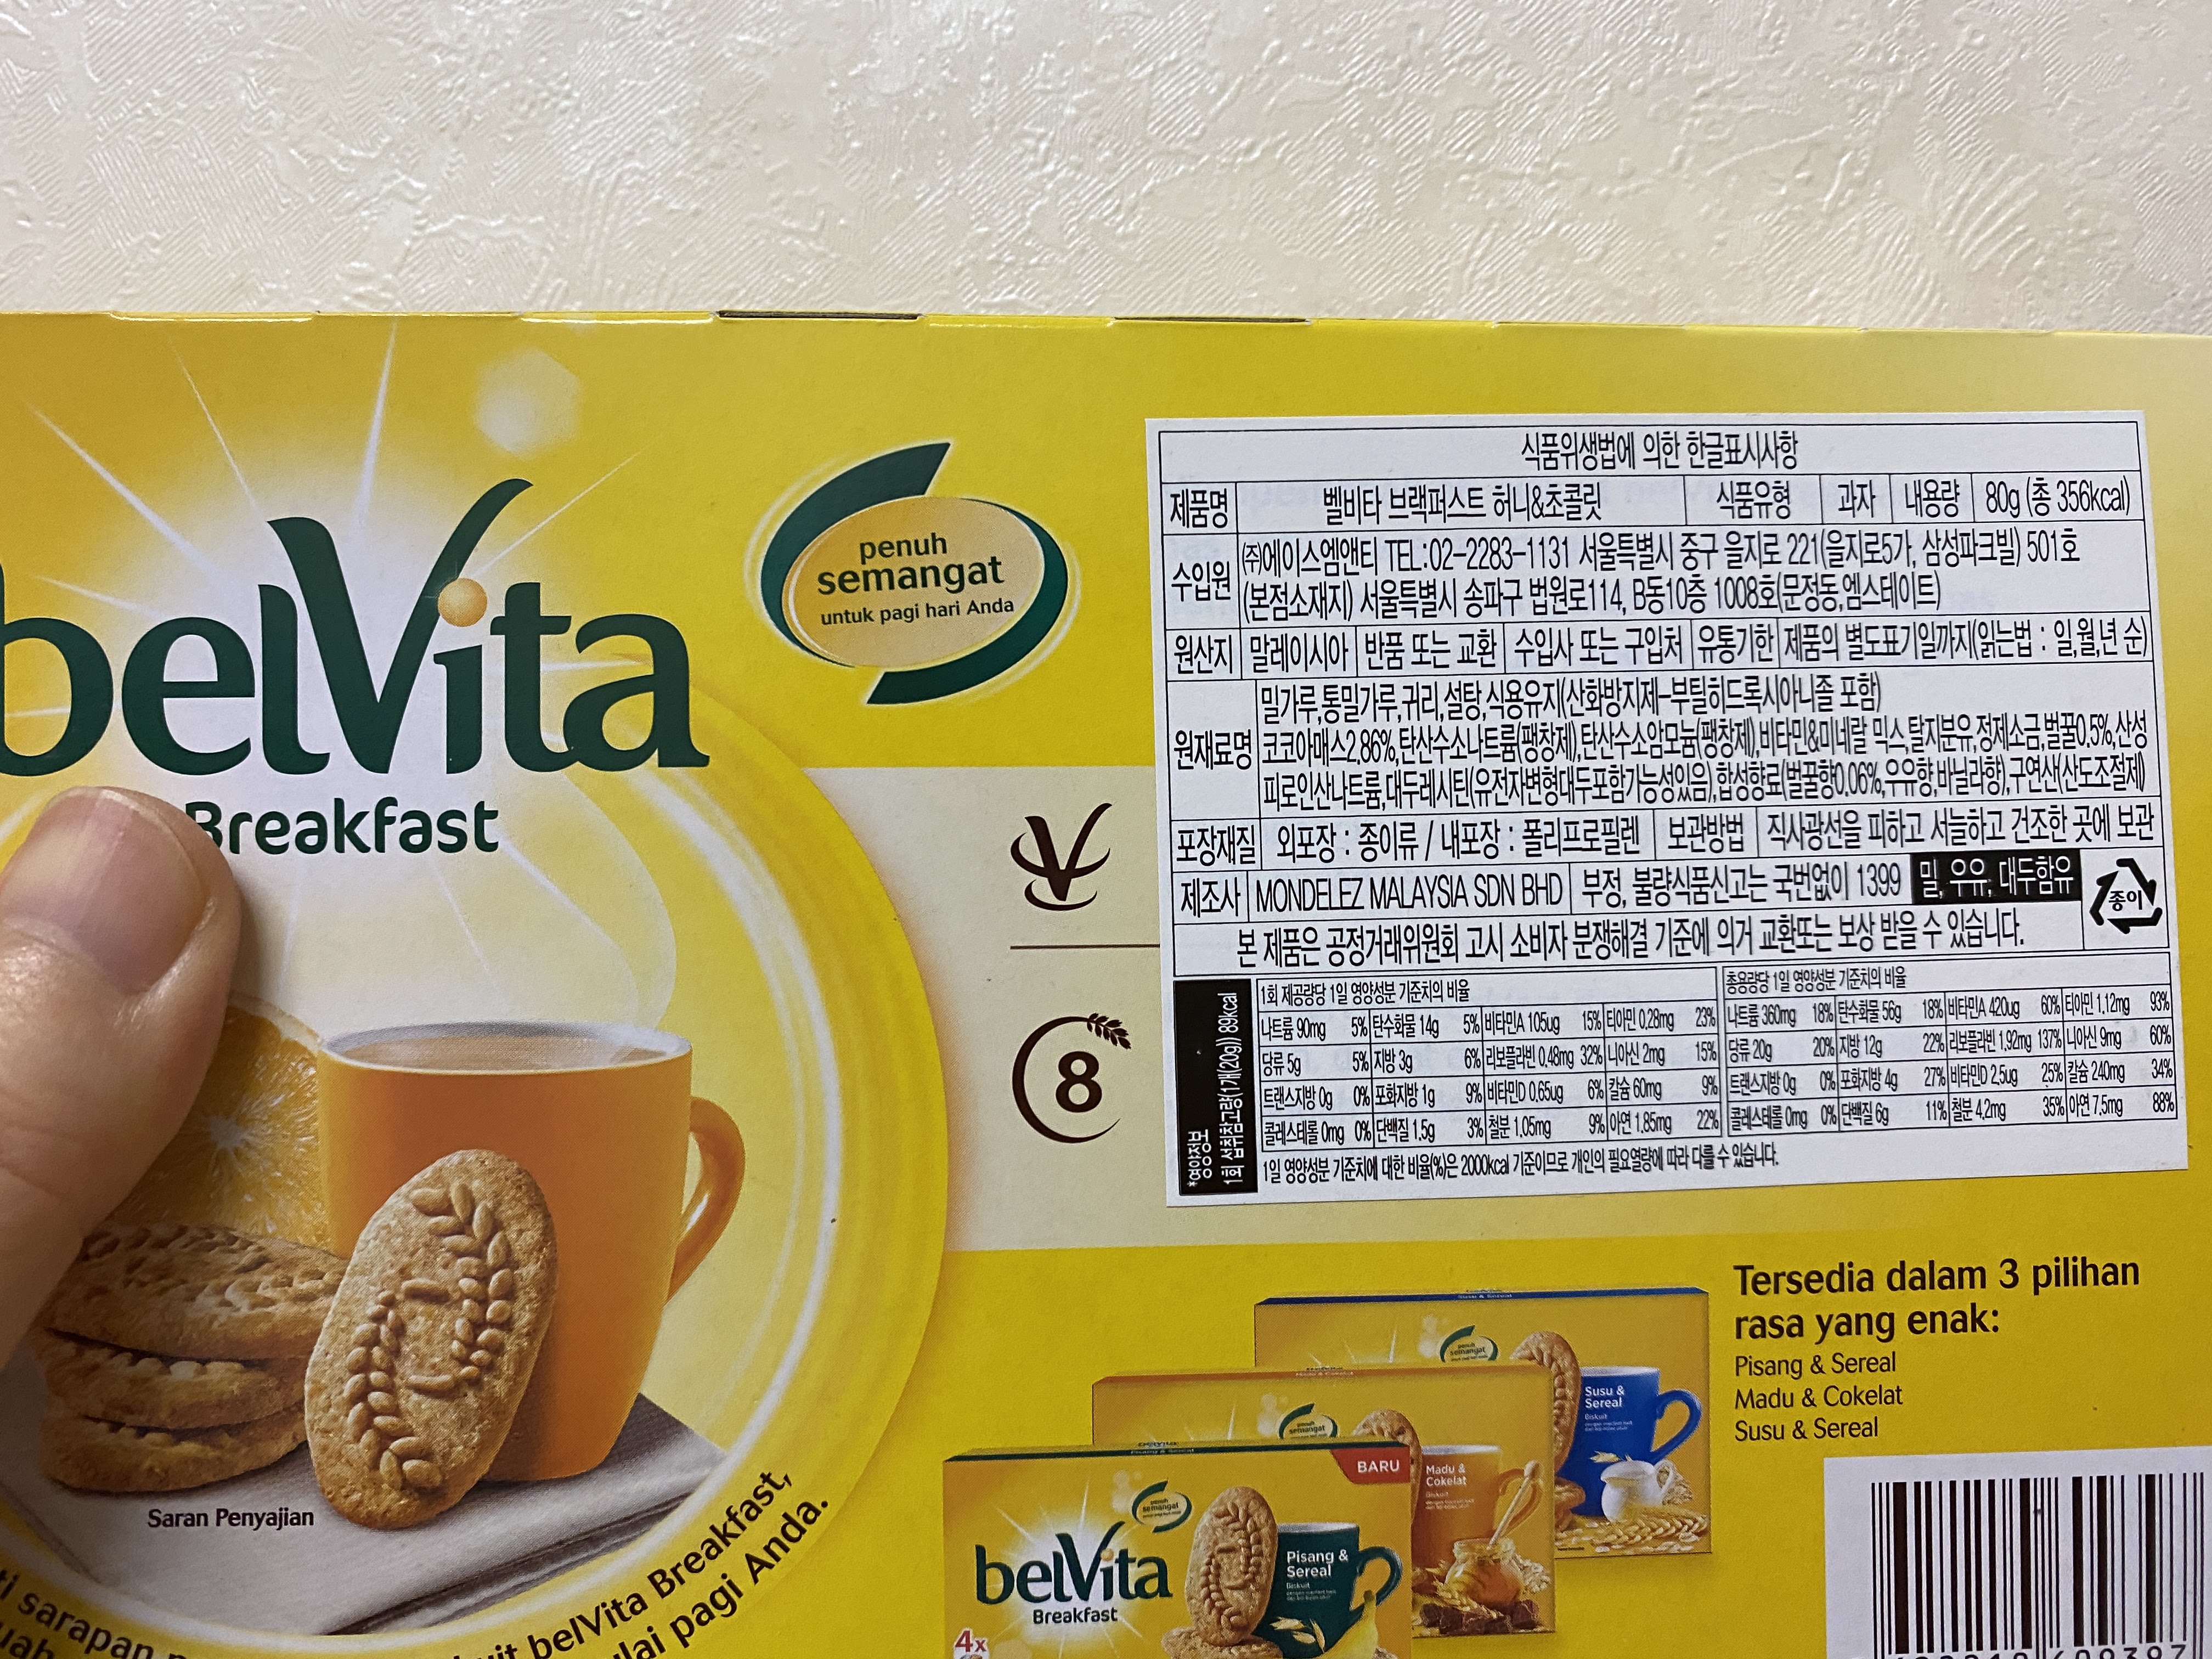 belVita
Breakfast
penuh
semangat
untuk pagi hari Anda
8
Saran Penyajian
sarapan
belVita Breakfast,
pagi Anda.
식품위생법에 의한 한글표시사항
제품명 벨비타 브랙퍼스트 허니&초콜릿 식품유형 과자 내용량 80g (총 356kcal)
수입원 (주)에이스엠앤티 TEL:02-2283-1131 서울특별시 중구 을지로 221(을지로5가, 삼성파크빌) 501호
(본점소재지) 서울특별시 송파구 법원로114, B동10층 1008호(문정동,엠스테이트)
원산지 말레이시아 반품 또는 교환 수입사 또는 구입처 유통기한 제품의 별도표기일까지(읽는법 : 일,월,년 순)
원재료명 밀가루,통밀가루,귀리,설탕,식용유지(산화방지제-부틸히드록시아니졸 포함)
코코아매스2.86%,탄산수소나트륨(팽창제),탄산수소암모늄(팽창제),비타민&미네랄 믹스,탈지분유,정제소금,벌꿀0.5%,산성
피로인산나트륨,대두레시틴(유전자변형대두포함가능성있음),합성향료(벌꿀향0.06%,우유향,바닐라향),구연산(산도조절제)
포장재질 외포장 : 종이류 / 내포장 : 폴리프로필렌 보관방법 직사광선을 피하고 서늘하고 건조한 곳에 보관
제조사 MONDELEZ MALAYSIA SDN BHD 부정, 불량식품신고는 국번없이 1399 밀, 우유, 대두함유 종이
본 제품은 공정거래위원회 고시 소비자 분쟁해결 기준에 의거 교환또는 보상 받을 수 있습니다.
*영양정보
1회 섭취참고량(1개(20g)) 89kcal
1회 제공량당 1일 영양성분 기준치의 비율
나트륨 90mg 5% 탄수화물 14g 5% 비타민A 105ug 15% 티아민 0.28mg 23%
당류 5g 5% 지방 3g 6% 리보플라빈 0.48mg 32% 니아신 2mg 15%
트랜스지방 0g 0% 포화지방 1g 9% 비타민D 0.65ug 6% 칼슘 60mg 9%
콜레스테롤 0mg 0% 단백질 1.5g 3% 철분 1.05mg 9% 아연 1.85mg 22%
총용량당 1일 영양성분 기준치의 비율
나트륨 360mg 18% 탄수화물 56g 18% 비타민A 420ug 60% 티아민 1.12mg 93%
당류 20g 20% 지방 12g 22% 리보플라빈 1.92mg 137% 니아신 9mg 60%
트랜스지방 0g 0% 포화지방 4g 27% 비타민D 2.5ug 25% 칼슘 240mg 34%
콜레스테롤 0mg 0% 단백질 6g 11% 철분 4.2mg 35% 아연 7.5mg 88%
1일 영양성분 기준치에 대한 비율(%)은 2000kcal 기준이므로 개인의 필요열량에 따라 다를 수 있습니다.
Tersedia dalam 3 pilihan
rasa yang enak:
Pisang & Sereal
Madu & Cokelat
Susu & Sereal
Susu &
Sereal
Biskuit
penuh
semangat
Madu &
Cokelat
Biskuit
penuh
semangat
BARU
penuh
semangat
belVita
Breakfast
Pisang &
Sereal
Biskuit
4x